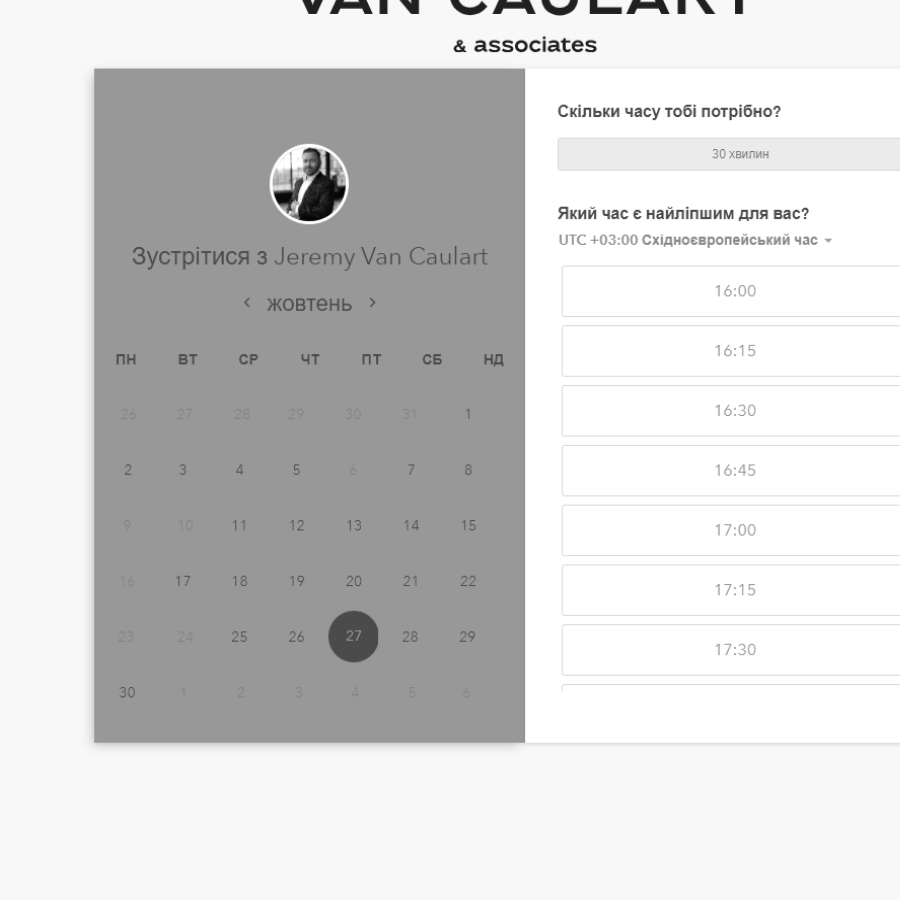 VAN CAULART
& associates
Зустрітися з Jeremy Van Caulart
жовтень
ПН ВТ СР ЧТ ПТ СБ НД
26 27 28 29 30 31 1
2 3 4 5 6 7 8
9 10 11 12 13 14 15
16 17 18 19 20 21 22
23 24 25 26 27 28 29
30 1 2 3 4 5 6
Скільки часу тобі потрібно?
30 хвилин
Який час є найліпшим для вас?
UTC +03:00 Східноєвропейський час
16:00
16:15
16:30
16:45
17:00
17:15
17:30